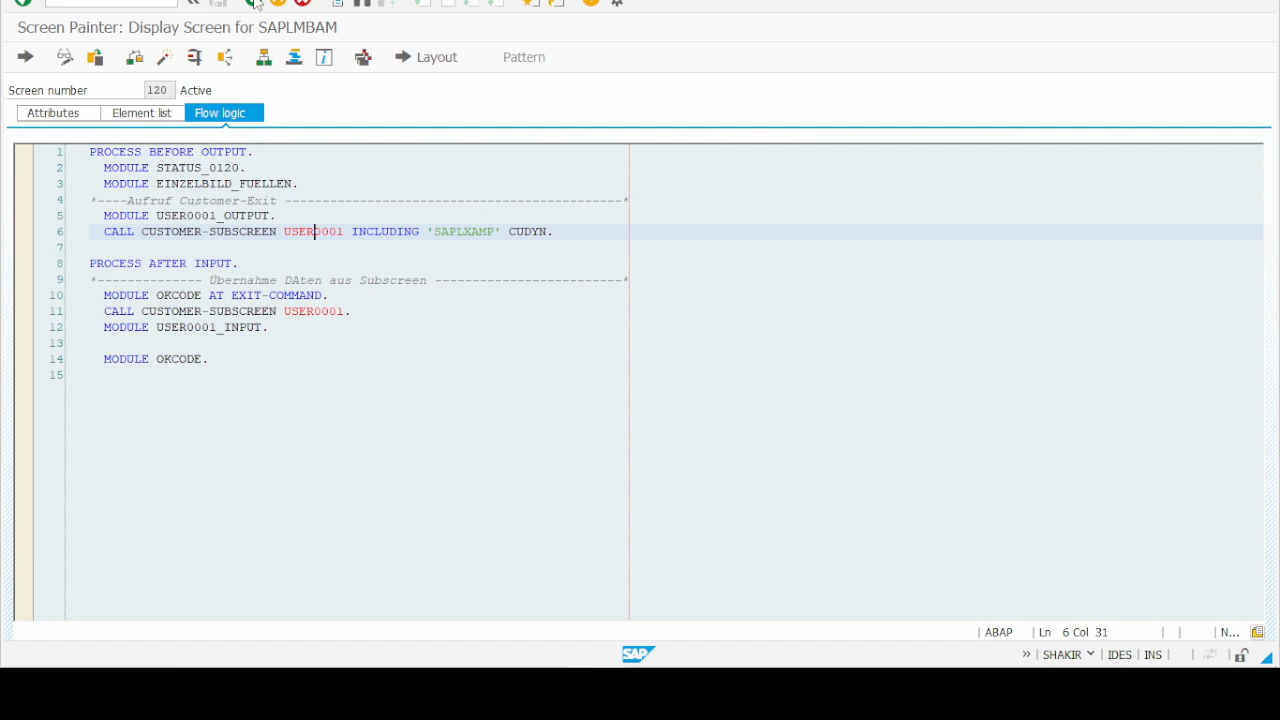 Screen Painter: Display Screen for SAPLMBAM
Layout Pattern
Screen number 120 Active
Attributes Element list Flow logic
1 PROCESS BEFORE OUTPUT.
2 MODULE STATUS_0120.
3 MODULE EINZELBILD_FUELLEN.
4 *----Aufruf Customer-Exit ---------------------------------------------*
5 MODULE USER0001_OUTPUT.
6 CALL CUSTOMER-SUBSCREEN USER0001 INCLUDING 'SAPLXAMP' CUDYN.
7
8 PROCESS AFTER INPUT.
9 *-------------- Übernahme DAten aus Subscreen -------------------------*
10 MODULE OKCODE AT EXIT-COMMAND.
11 CALL CUSTOMER-SUBSCREEN USER0001.
12 MODULE USER0001_INPUT.
13
14 MODULE OKCODE.
15
ABAP Ln 6 Col 31 N...
SAP
SHAKIR IDES INS